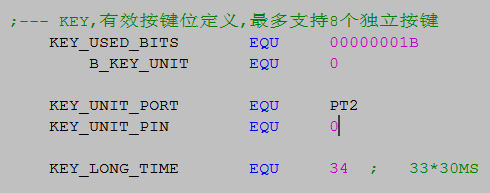 ;--- KEY,有效按键位定义,最多支持8个独立按键
KEY_USED_BITS EQU 00000001B
B_KEY_UNIT EQU 0
KEY_UNIT_PORT EQU PT2
KEY_UNIT_PIN EQU 0
KEY_LONG_TIME EQU 34 ; 33*30MS